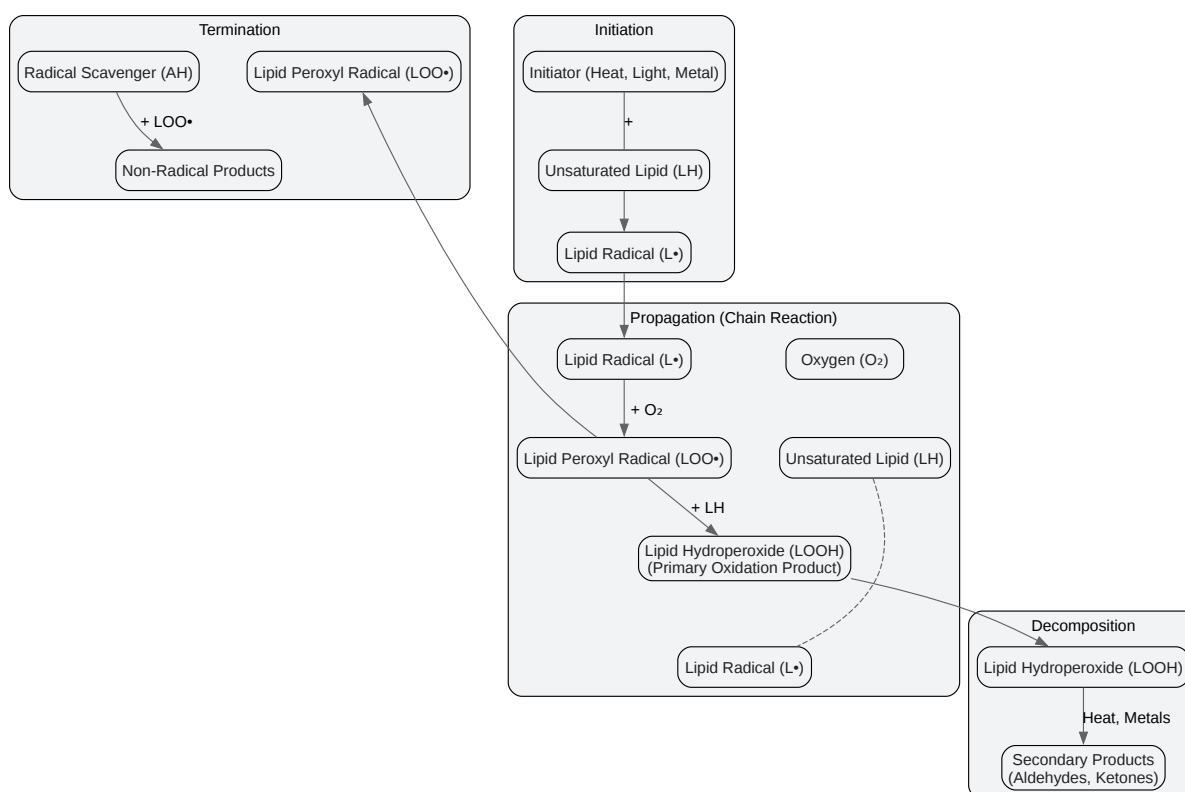 Termination
Radical Scavenger (AH)
Lipid Peroxyl Radical (LOO•)
+ LOO•
Non-Radical Products
Initiation
Initiator (Heat, Light, Metal)
+
Unsaturated Lipid (LH)
Lipid Radical (L•)
Propagation (Chain Reaction)
Lipid Radical (L•)
Oxygen (O₂)
+ O₂
Lipid Peroxyl Radical (LOO•)
Unsaturated Lipid (LH)
+ LH
Lipid Hydroperoxide (LOOH)
(Primary Oxidation Product)
Lipid Radical (L•)
Decomposition
Lipid Hydroperoxide (LOOH)
Heat, Metals
Secondary Products
(Aldehydes, Ketones)